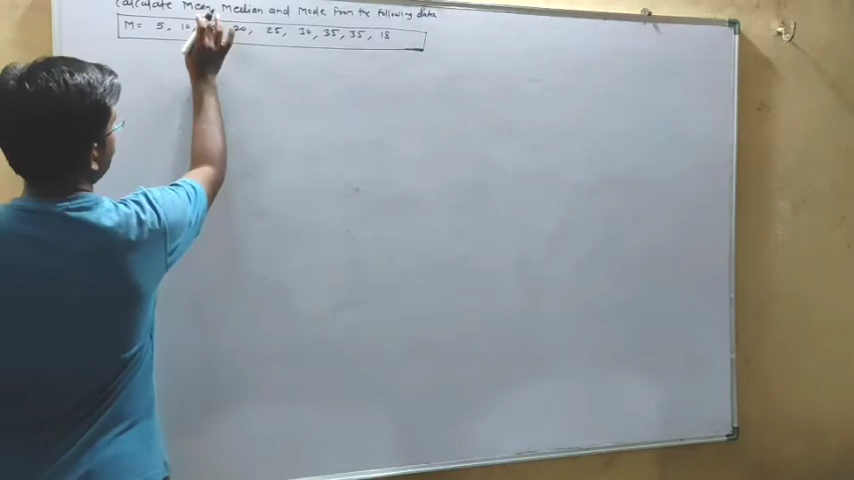 Calculate Mean, Median and Mode from the following data
M = 5, 10 20, 25, 30, 35, 35, 18